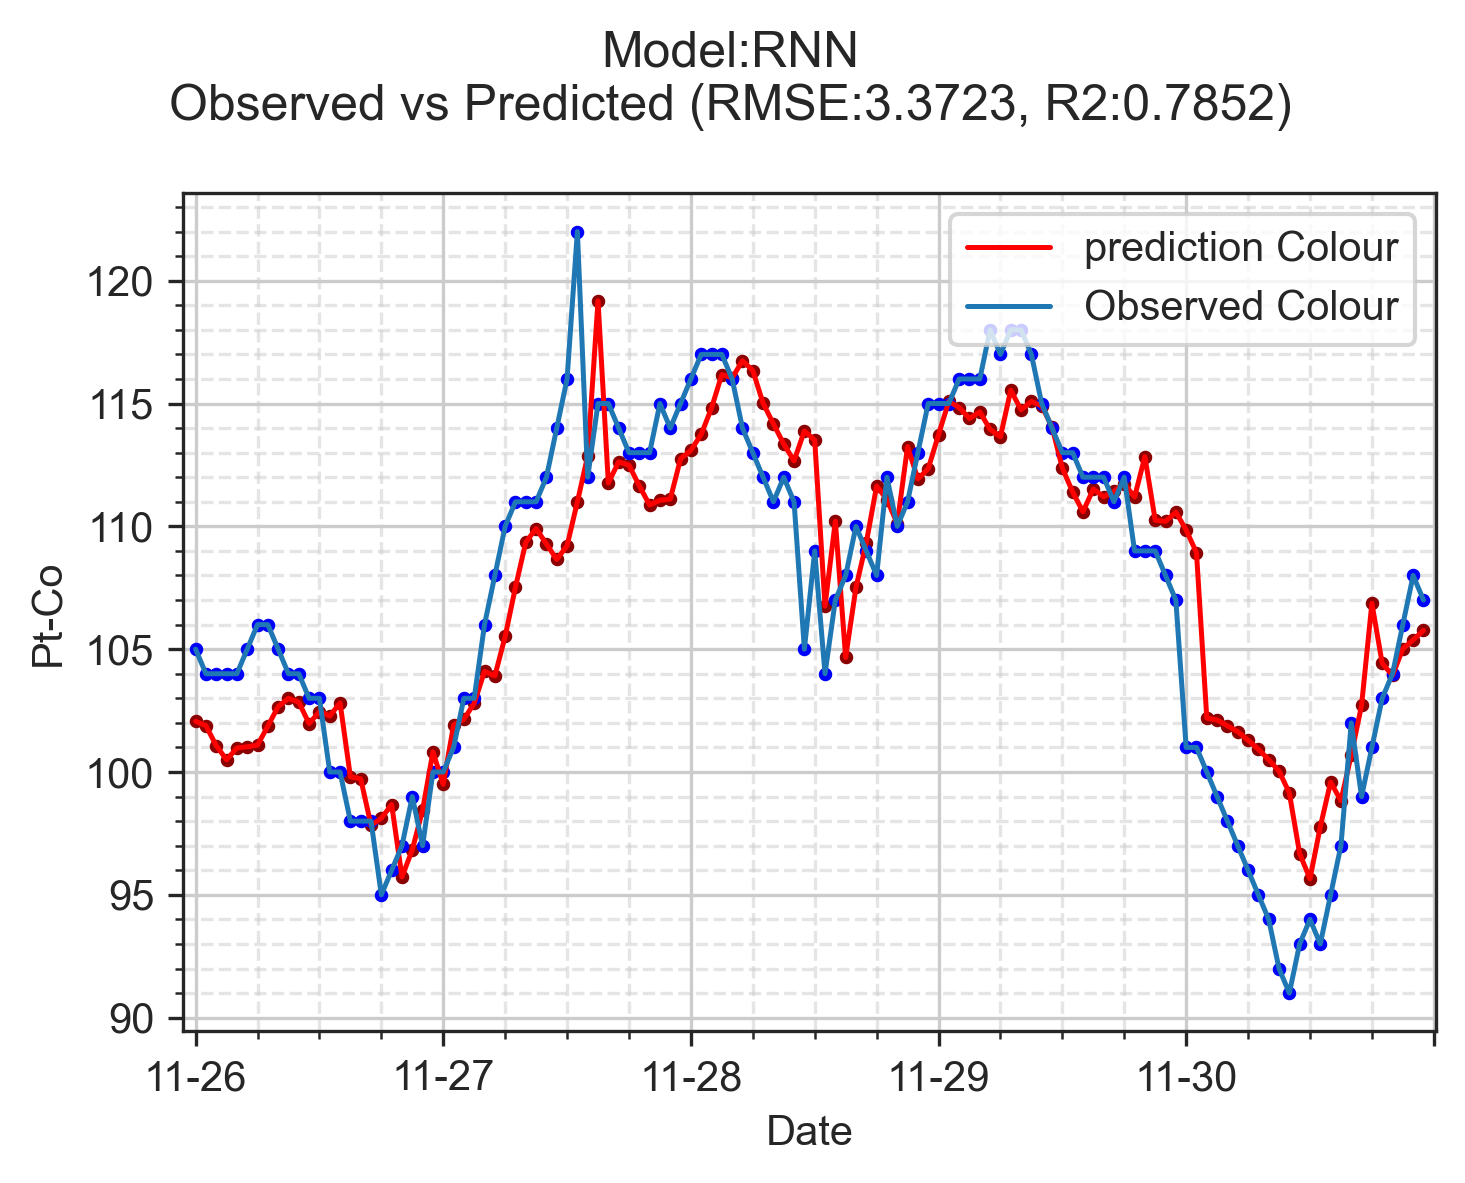 Model:RNN
Observed vs Predicted (RMSE:3.3723, R2:0.7852)
prediction Colour
Observed Colour
120
115
110
105
100
95
90
Pt-Co
11-26
11-27
11-28
11-29
11-30
Date